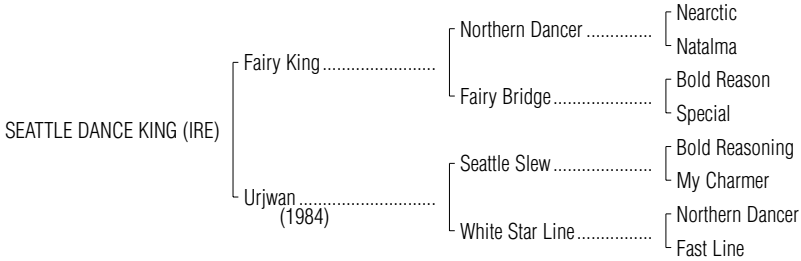 Nearctic
Northern Dancer ..............
Natalma
Fairy King ........................
Bold Reason
Fairy Bridge .....................
Special
SEATTLE DANCE KING (IRE)
Bold Reasoning
Seattle Slew .....................
My Charmer
Urjwan .............................
(1984)
Northern Dancer
White Star Line ................
Fast Line